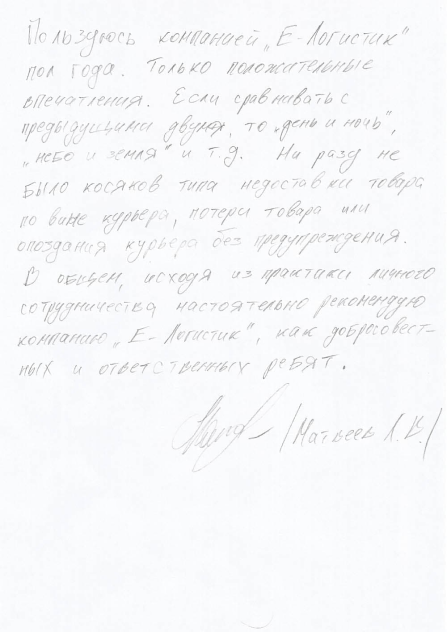 Пользуюсь компанией „Е-Логистик"
пол года. Только положительные
впечатления. Если сравнивать с
предыдущими двумя, то „день и ночь",
„небо и земля" и т.д. Ни разу не
было косяков типа недоставки товара
по вине курьера, потери товара или
опоздания курьера без предупреждения.
В общем, исходя из практики личного
сотрудничества, настоятельно рекомендую
компанию „Е-Логистик", как добросовест-
ных и ответственных ребят.
/Матвеев Л.В./